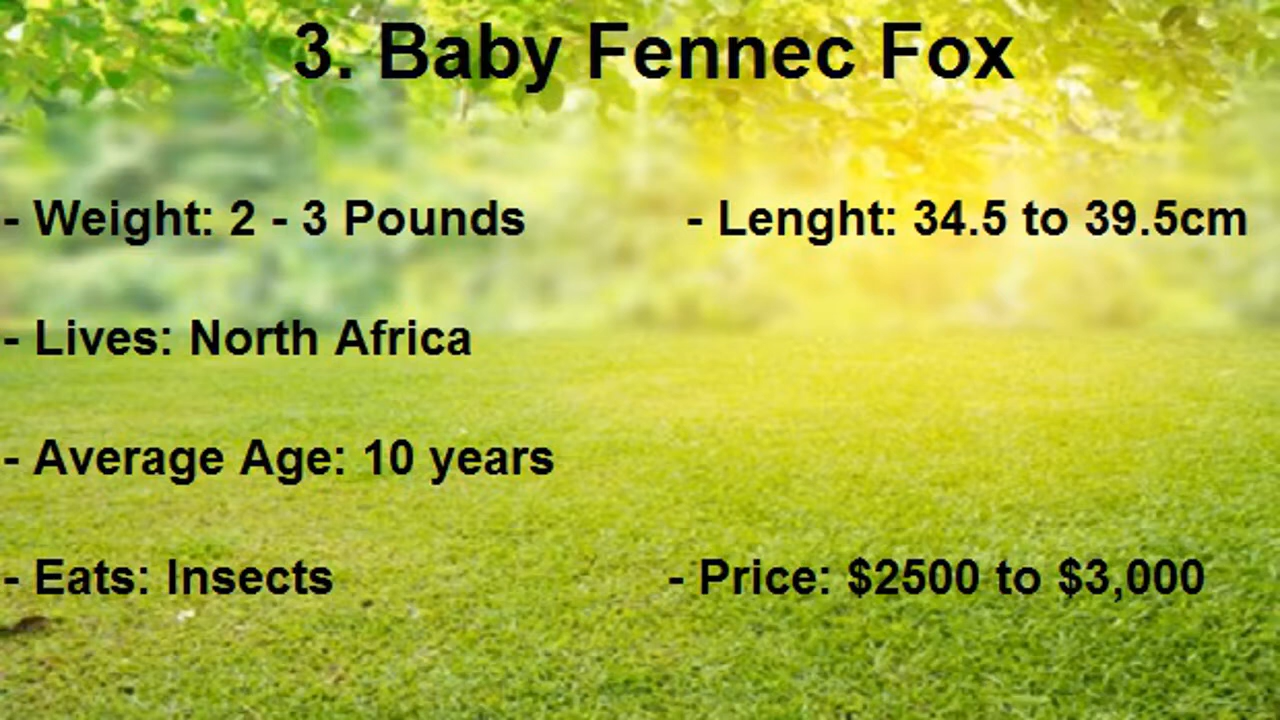 3. Baby Fennec Fox
- Weight: 2 - 3 Pounds - Lenght: 34.5 to 39.5cm
- Lives: North Africa
- Average Age: 10 years
- Eats: Insects - Price: $2500 to $3,000